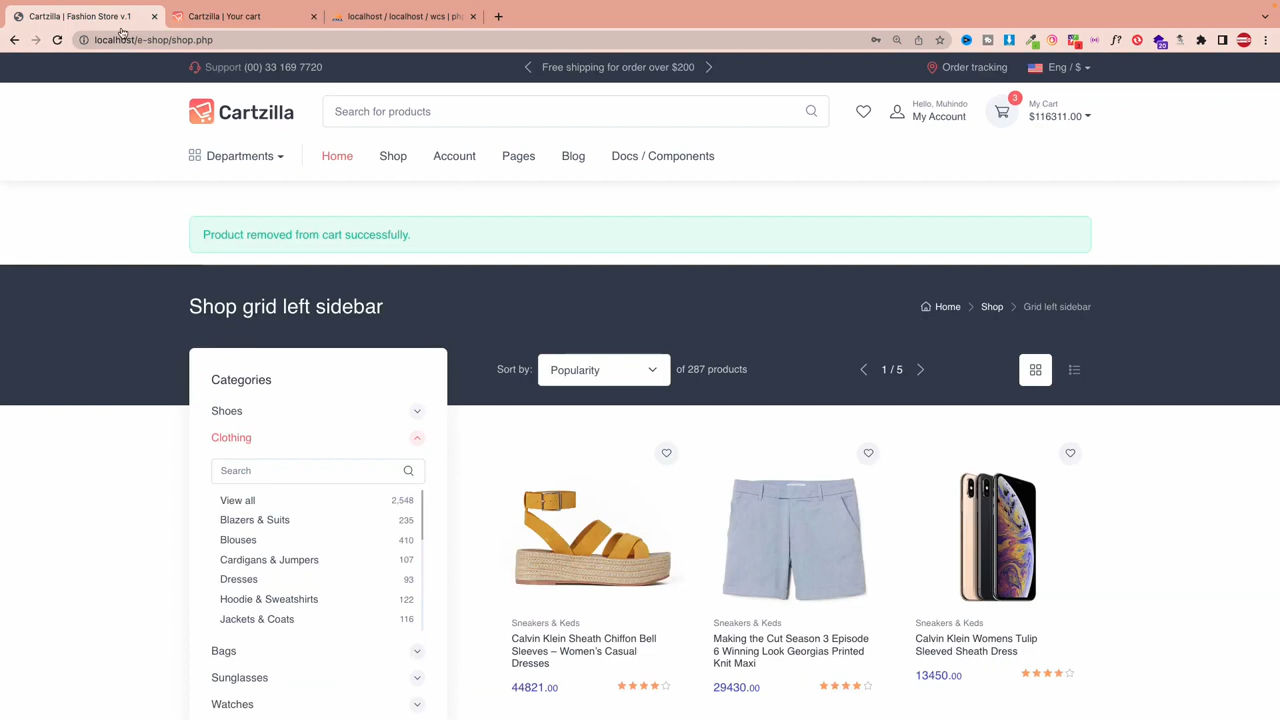 Cartzilla | Fashion Store v.1
Cartzilla | Your cart
localhost / localhost / wcs | ph
localhost/e-shop/shop.php
Support (00) 33 169 7720
Free shipping for order over $200
Order tracking
Eng / $
Cartzilla
Search for products
Hello, Muhindo
My Account
3
My Cart
$116311.00
Departments
Home
Shop
Account
Pages
Blog
Docs / Components
Product removed from cart successfully.
Shop grid left sidebar
Home
Shop
Grid left sidebar
Sort by:
Popularity
of 287 products
1 / 5
Categories
Shoes
Clothing
Search
View all 2,548
Blazers & Suits 235
Blouses 410
Cardigans & Jumpers 107
Dresses 93
Hoodie & Sweatshirts 122
Jackets & Coats 116
Bags
Sunglasses
Watches
Sneakers & Keds
Calvin Klein Sheath Chiffon Bell
Sleeves – Women's Casual
Dresses
44821.00
Sneakers & Keds
Making the Cut Season 3 Episode
6 Winning Look Georgias Printed
Knit Maxi
29430.00
Sneakers & Keds
Calvin Klein Womens Tulip
Sleeved Sheath Dress
13450.00